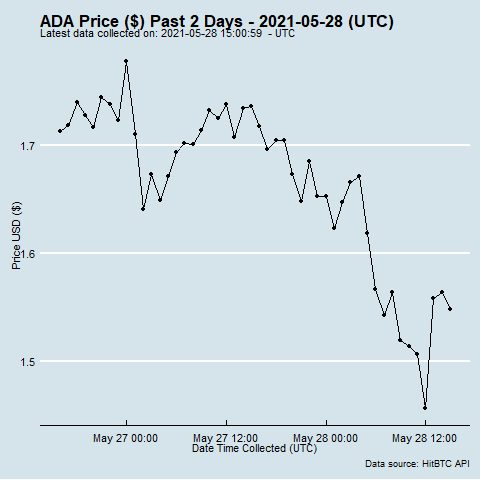 ADA Price ($) Past 2 Days - 2021-05-28 (UTC)
Latest data collected on: 2021-05-28 15:00:59  - UTC
Price USD ($)
1.7
1.6
1.5
May 27 00:00
May 27 12:00
May 28 00:00
May 28 12:00
Date Time Collected (UTC)
Data source: HitBTC API